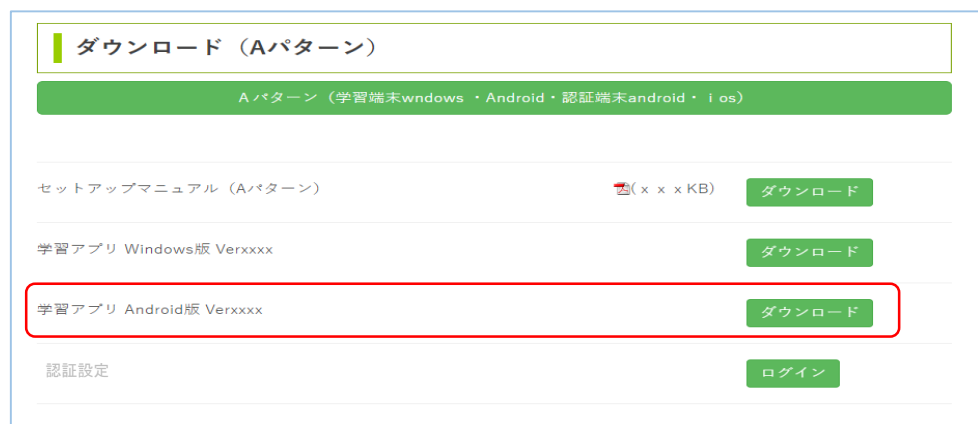 ダウンロード（Aパターン）
Aパターン（学習端末wndows ・Android・認証端末android・ｉos）
セットアップマニュアル（Aパターン） (ｘｘｘKB) ダウンロード
学習アプリ Windows版 Verxxxx ダウンロード
学習アプリ Android版 Verxxxx ダウンロード
認証設定 ログイン